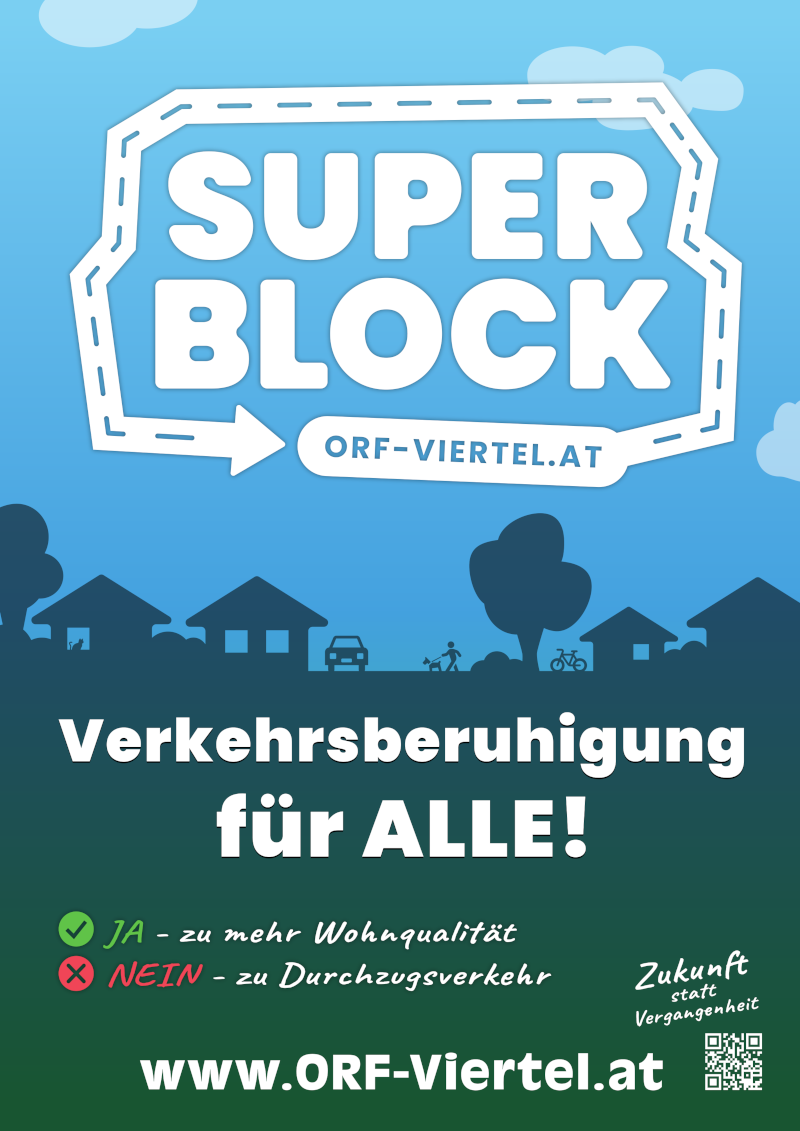 SUPER
BLOCK
ORF-VIERTEL.AT
Verkehrsberuhigung
für ALLE!
JA - zu mehr Wohnqualität
NEIN - zu Durchzugsverkehr
Zukunft
statt
Vergangenheit
www.ORF-Viertel.at